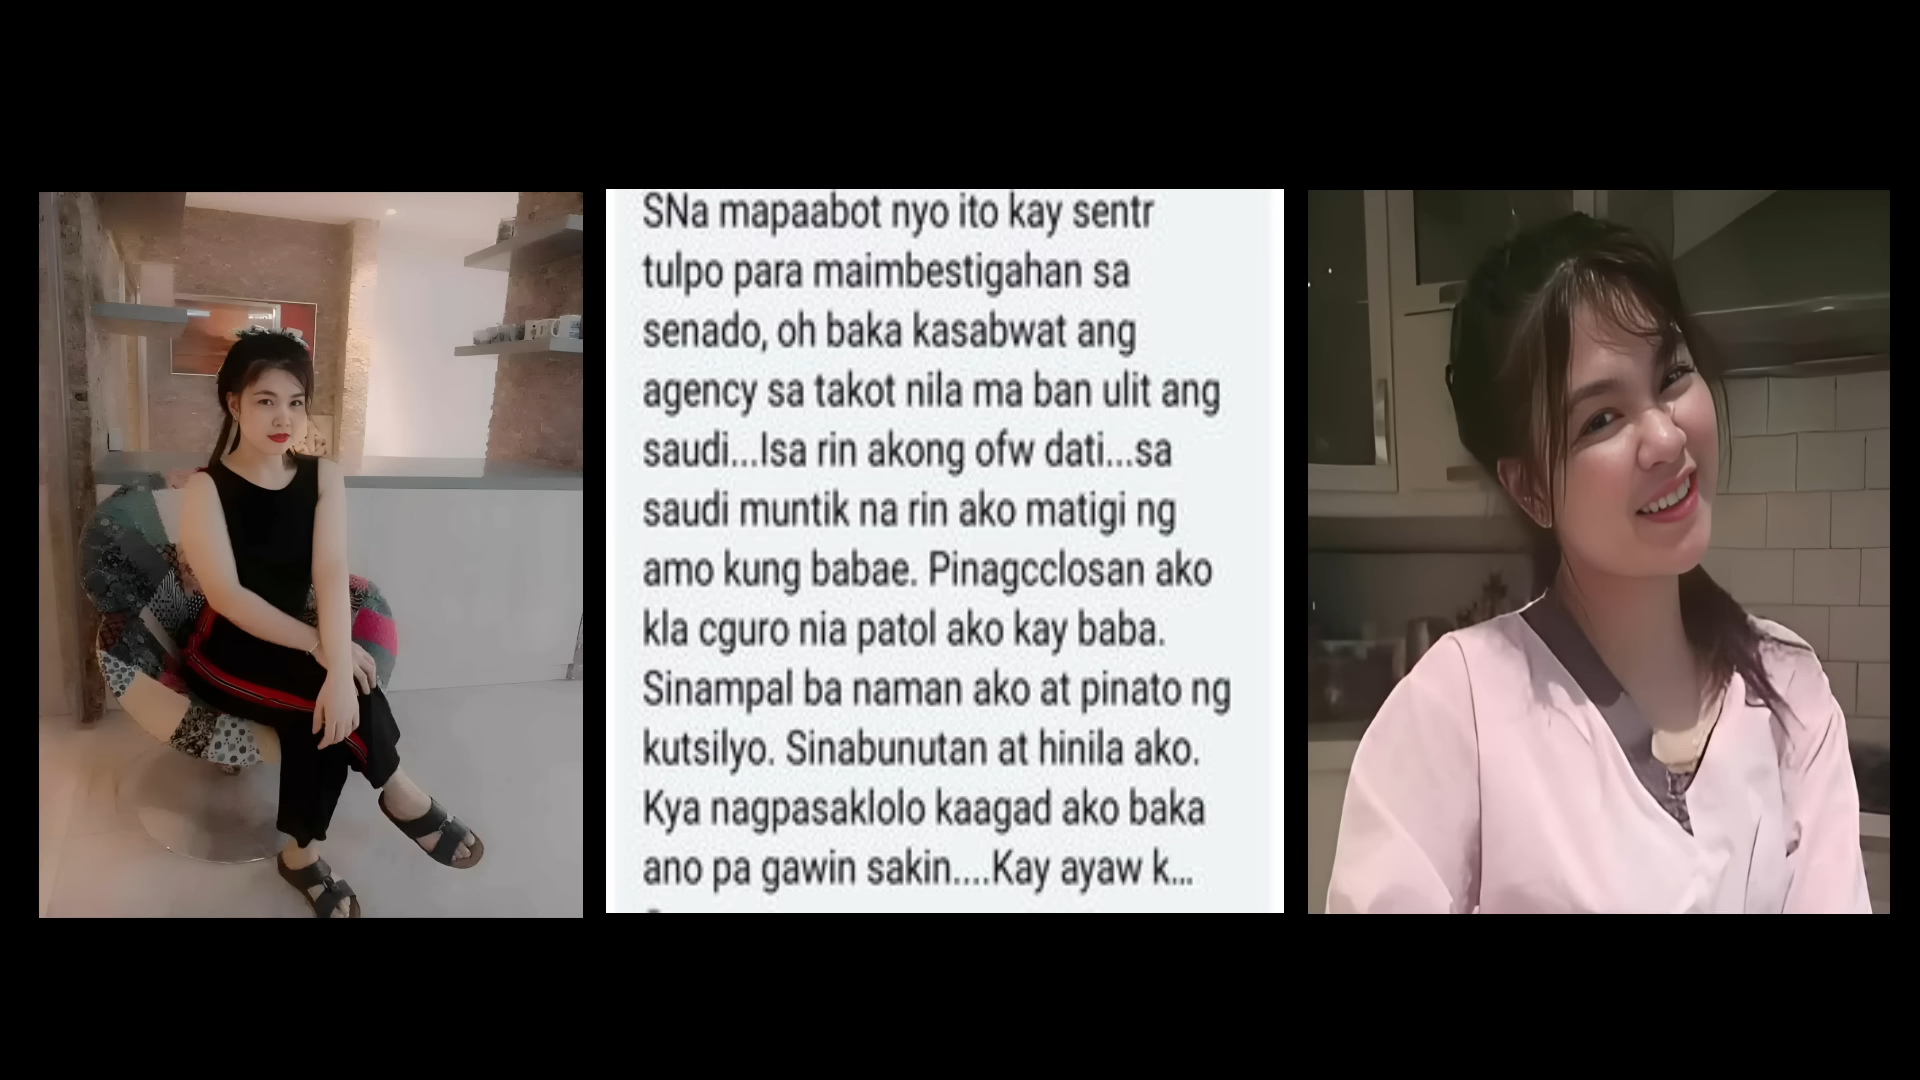 SNa mapaabot nyo ito kay sentr
tulpo para maimbestigahan sa
senado, oh baka kasabwat ang
agency sa takot nila ma ban ulit ang
saudi...Isa rin akong ofw dati...sa
saudi muntik na rin ako matigi ng
amo kung babae. Pinagcclosan ako
kla cguro nia patol ako kay baba.
Sinampal ba naman ako at pinato ng
kutsilyo. Sinabunutan at hinila ako.
Kya nagpasaklolo kaagad ako baka
ano pa gawin sakin....Kay ayaw k...